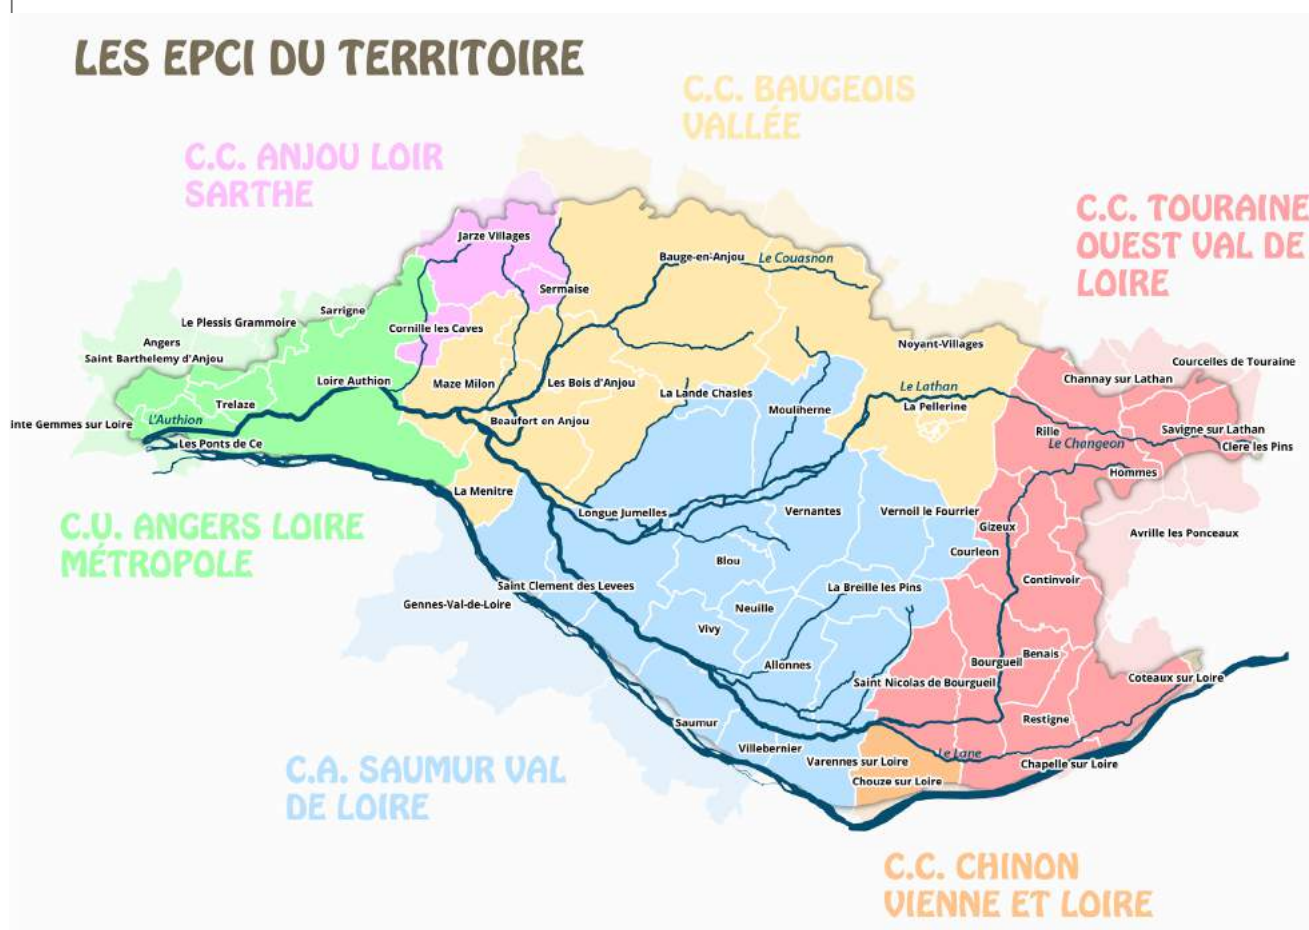 LES EPCI DU TERRITOIRE
C.C. BAUGEOIS
VALLÉE
C.C. ANJOU LOIR
SARTHE
C.C. TOURAINE
OUEST VAL DE
LOIRE
Jarze Villages
Bauge-en-Anjou
Le Couasnon
Sermaise
Sarrigne
Le Plessis Grammoire
Cornille les Caves
Angers
Noyant-Villages
Saint Barthelemy d'Anjou
Courcelles de Touraine
Loire Authion
Maze Milon
Les Bois d'Anjou
Channay sur Lathan
La Lande Chasles
Le Lathan
Trelaze
Mouliherne
La Pellerine
L'Authion
inte Gemmes sur Loire
Beaufort en Anjou
Rille
Savigne sur Lathan
Les Ponts de Ce
Le Changeon
Clere les Pins
Hommes
La Menitre
Longue Jumelles
Vernantes
Vernoil le Fourrier
C.U. ANGERS LOIRE
MÉTROPOLE
Gizeux
Avrille les Ponceaux
Courleon
Blou
Continvoir
Saint Clement des Levees
La Breille les Pins
Gennes-Val-de-Loire
Neuille
Vivy
Benais
Allonnes
Bourgueil
Coteaux sur Loire
Saint Nicolas de Bourgueil
Saumur
Restigne
Villebernier
Le Lane
Varennes sur Loire
Chapelle sur Loire
Chouze sur Loire
C.A. SAUMUR VAL
DE LOIRE
C.C. CHINON
VIENNE ET LOIRE